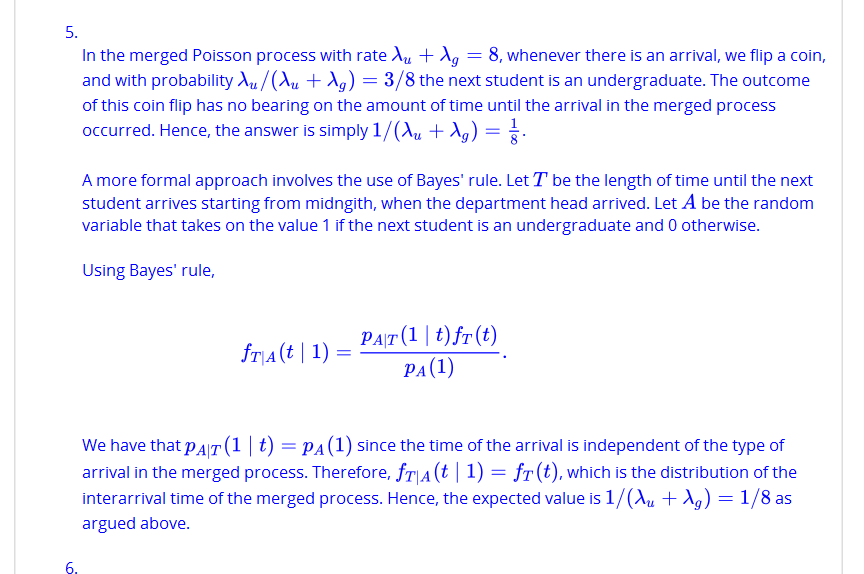 5.
In the merged Poisson process with rate λ_u + λ_g = 8, whenever there is an arrival, we flip a coin,
and with probability λ_u/(λ_u + λ_g) = 3/8 the next student is an undergraduate. The outcome
of this coin flip has no bearing on the amount of time until the arrival in the merged process
occurred. Hence, the answer is simply 1/(λ_u + λ_g) = 1/8.
A more formal approach involves the use of Bayes' rule. Let T be the length of time until the next
student arrives starting from midngith, when the department head arrived. Let A be the random
variable that takes on the value 1 if the next student is an undergraduate and 0 otherwise.
Using Bayes' rule,
f_{T|A}(t | 1) = p_{A|T}(1 | t) f_T(t) / p_A(1).
We have that p_{A|T}(1 | t) = p_A(1) since the time of the arrival is independent of the type of
arrival in the merged process. Therefore, f_{T|A}(t | 1) = f_T(t), which is the distribution of the
interarrival time of the merged process. Hence, the expected value is 1/(λ_u + λ_g) = 1/8 as
argued above.
6.